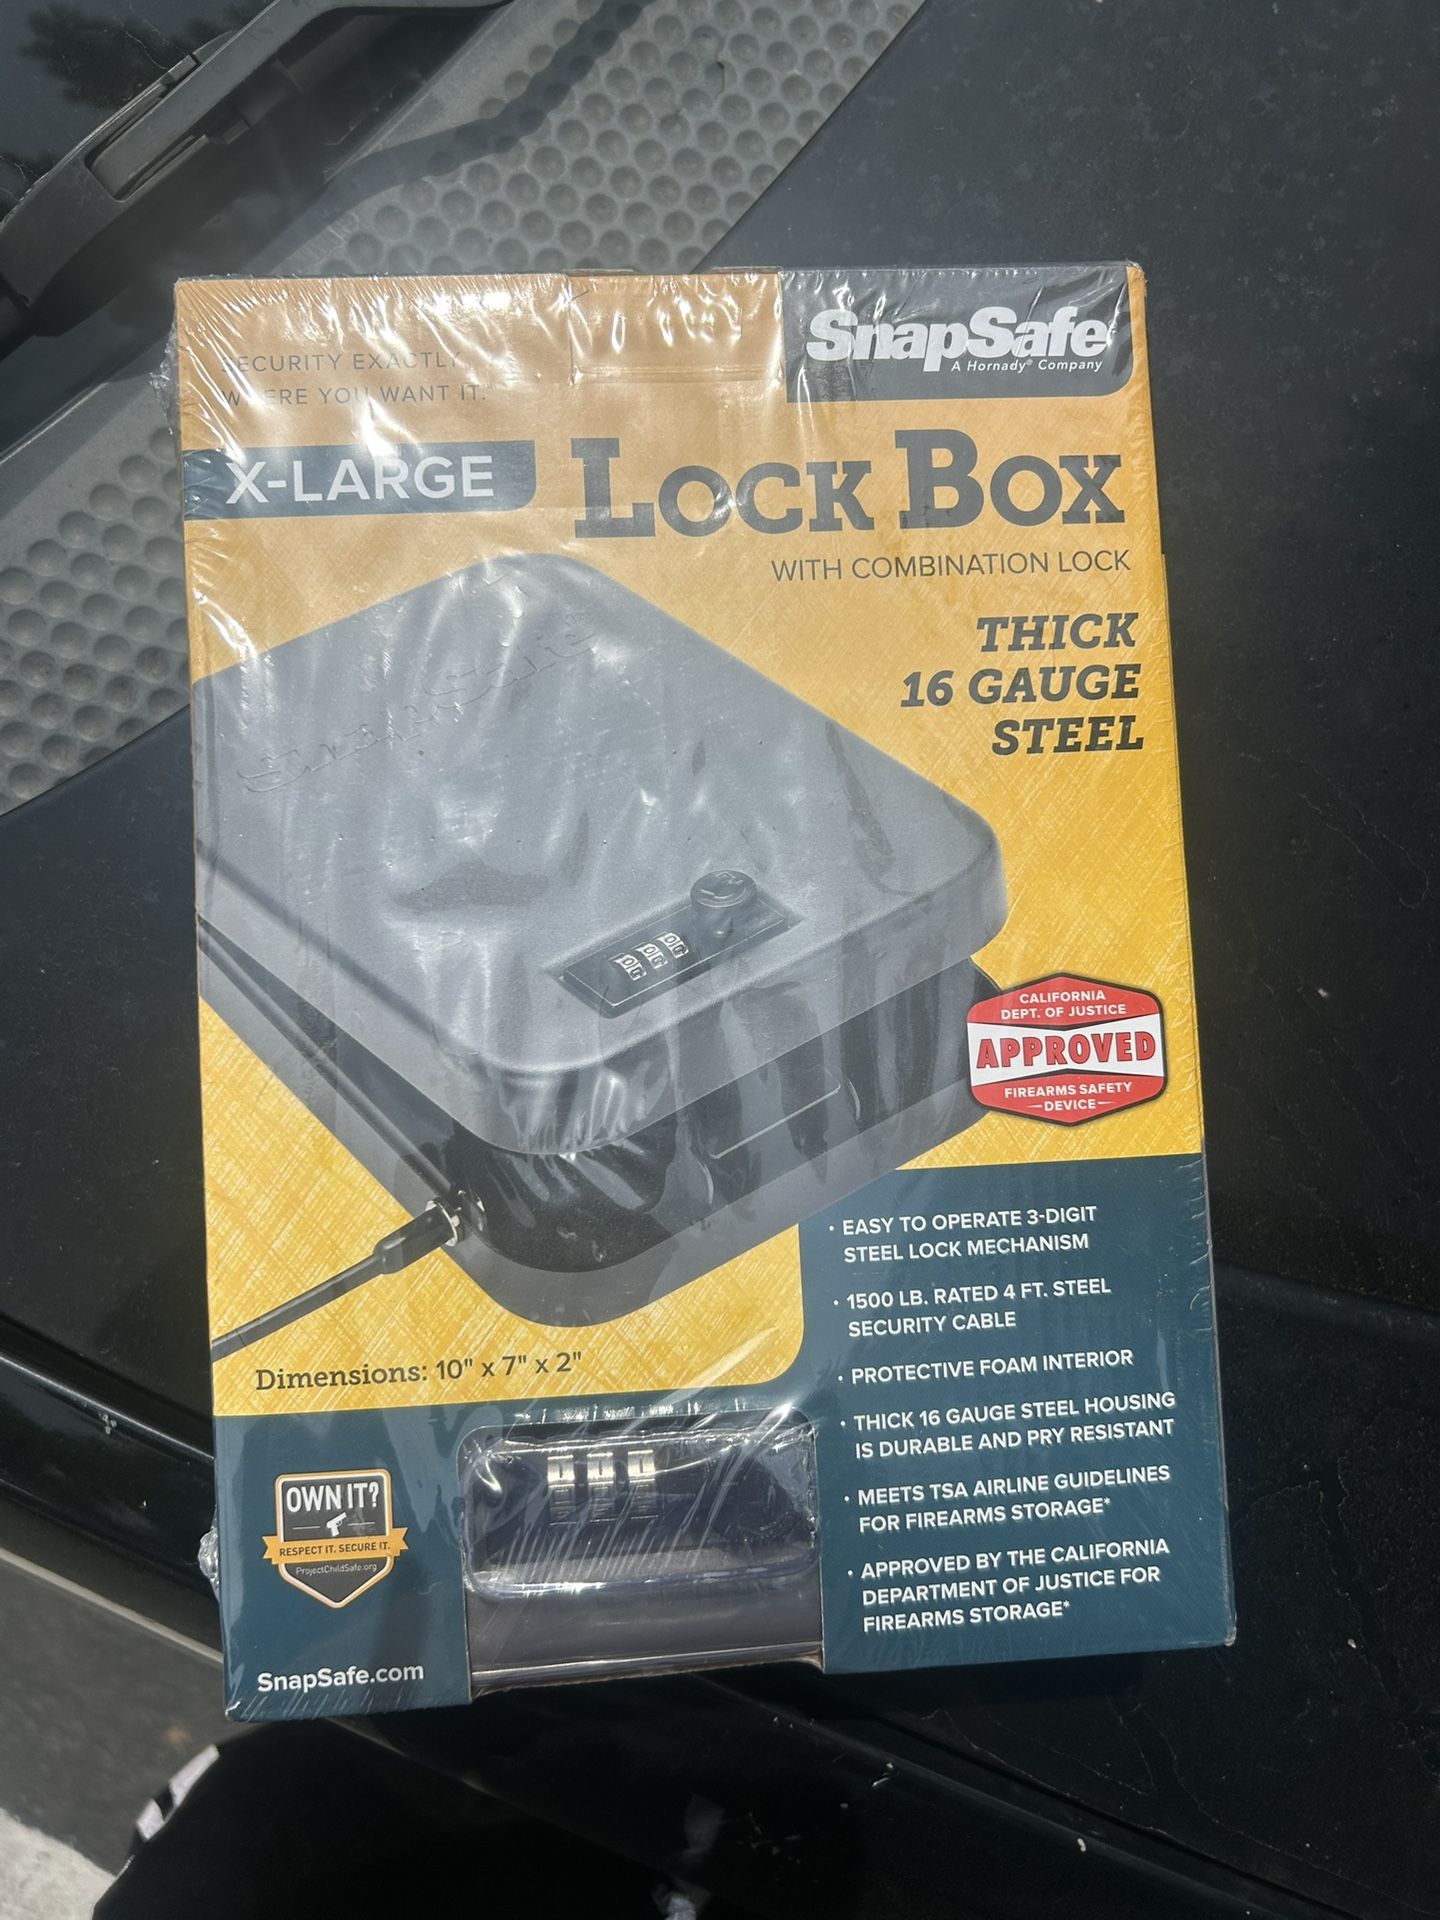 SECURITY EXACTLY
WHERE YOU WANT IT.
SnapSafe
A Hornady® Company
X-LARGE
LOCK BOX
WITH COMBINATION LOCK
THICK
16 GAUGE
STEEL
SnapSafe
CALIFORNIA
DEPT. OF JUSTICE
APPROVED
FIREARMS SAFETY
DEVICE
• EASY TO OPERATE 3-DIGIT
STEEL LOCK MECHANISM
• 1500 LB. RATED 4 FT. STEEL
SECURITY CABLE
• PROTECTIVE FOAM INTERIOR
• THICK 16 GAUGE STEEL HOUSING
IS DURABLE AND PRY RESISTANT
• MEETS TSA AIRLINE GUIDELINES
FOR FIREARMS STORAGE*
• APPROVED BY THE CALIFORNIA
DEPARTMENT OF JUSTICE FOR
FIREARMS STORAGE*
Dimensions: 10" x 7" x 2"
OWN IT?
RESPECT IT. SECURE IT.
ProjectChildSafe.org
SnapSafe.com